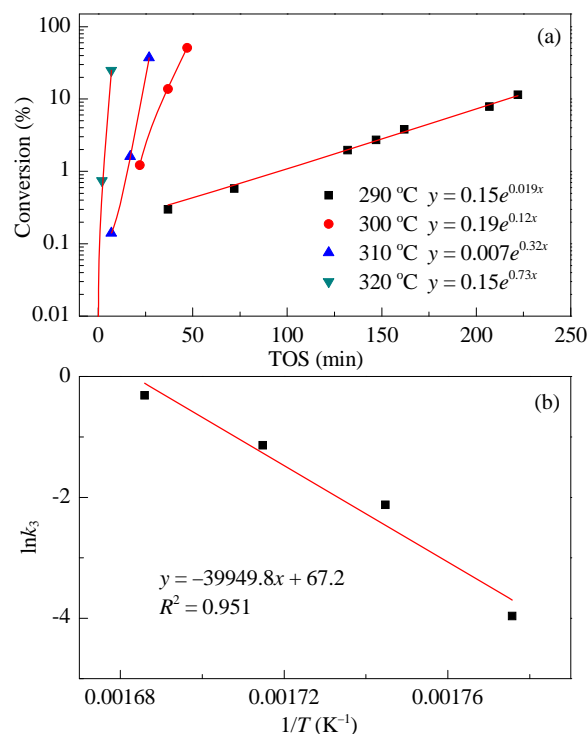 (a)
100
10
1
0.1
0.01
Conversion (%)
290 °C y = 0.15e^0.019x
300 °C y = 0.19e^0.12x
310 °C y = 0.007e^0.32x
320 °C y = 0.15e^0.73x
0 50 100 150 200 250
TOS (min)
(b)
0
-2
-4
lnk₃
y = –39949.8x + 67.2
R² = 0.951
0.00168 0.00172 0.00176
1/T (K⁻¹)